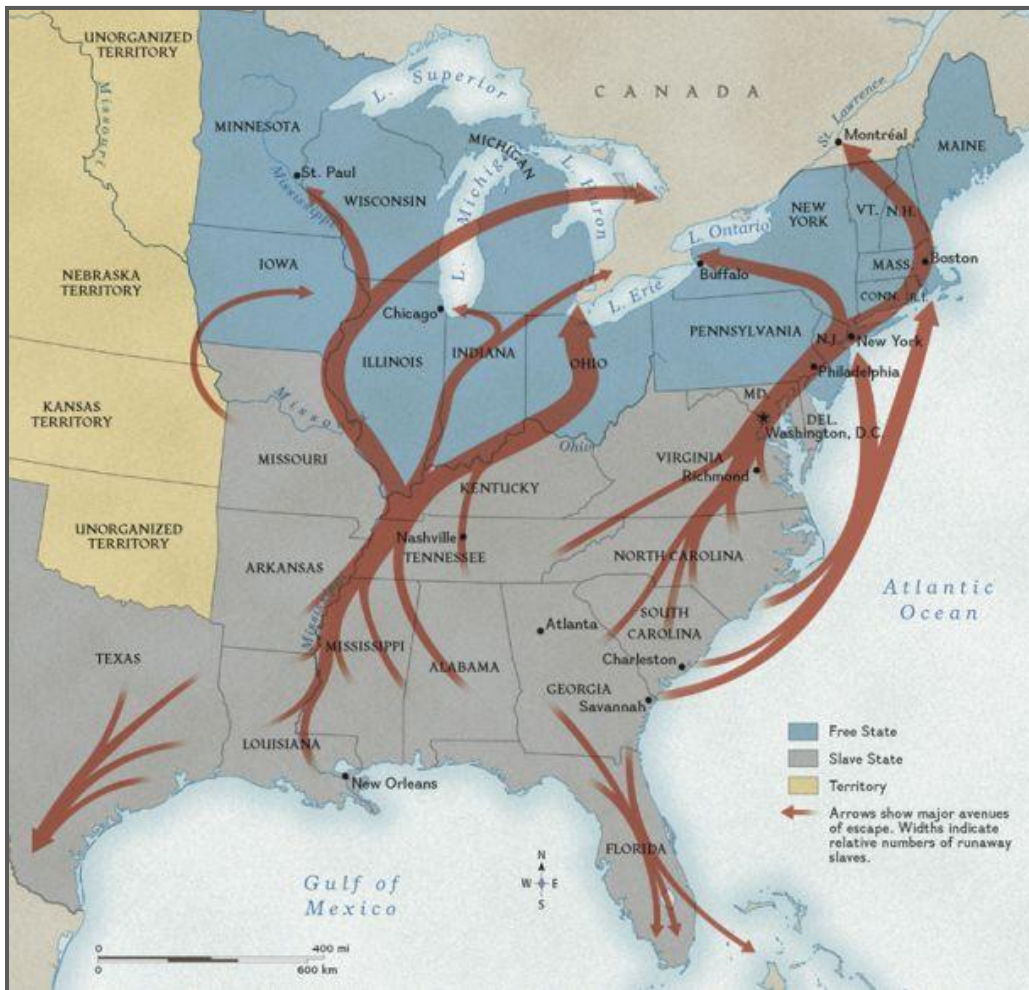 UNORGANIZED
TERRITORY
Missouri
MINNESOTA
St. Paul
Mississippi
WISCONSIN
L. Superior
MICHIGAN
L. Michigan
L. Huron
CANADA
St. Lawrence
Montréal
MAINE
VT.
N.H.
NEW
YORK
L. Ontario
Buffalo
L. Erie
MASS.
Boston
CONN.
R.I.
NEBRASKA
TERRITORY
IOWA
Chicago
ILLINOIS
INDIANA
OHIO
PENNSYLVANIA
N.J.
New York
Philadelphia
MD.
DEL.
Washington, D.C.
KANSAS
TERRITORY
Missouri
MISSOURI
Ohio
VIRGINIA
Richmond
KENTUCKY
UNORGANIZED
TERRITORY
Nashville
TENNESSEE
NORTH CAROLINA
ARKANSAS
Mississippi
MISSISSIPPI
ALABAMA
Atlanta
SOUTH
CAROLINA
Charleston
GEORGIA
Savannah
Atlantic
Ocean
TEXAS
LOUISIANA
New Orleans
FLORIDA
Gulf of
Mexico
N
W E
S
0 400 mi
0 600 km
Free State
Slave State
Territory
Arrows show major avenues
of escape. Widths indicate
relative numbers of runaway
slaves.